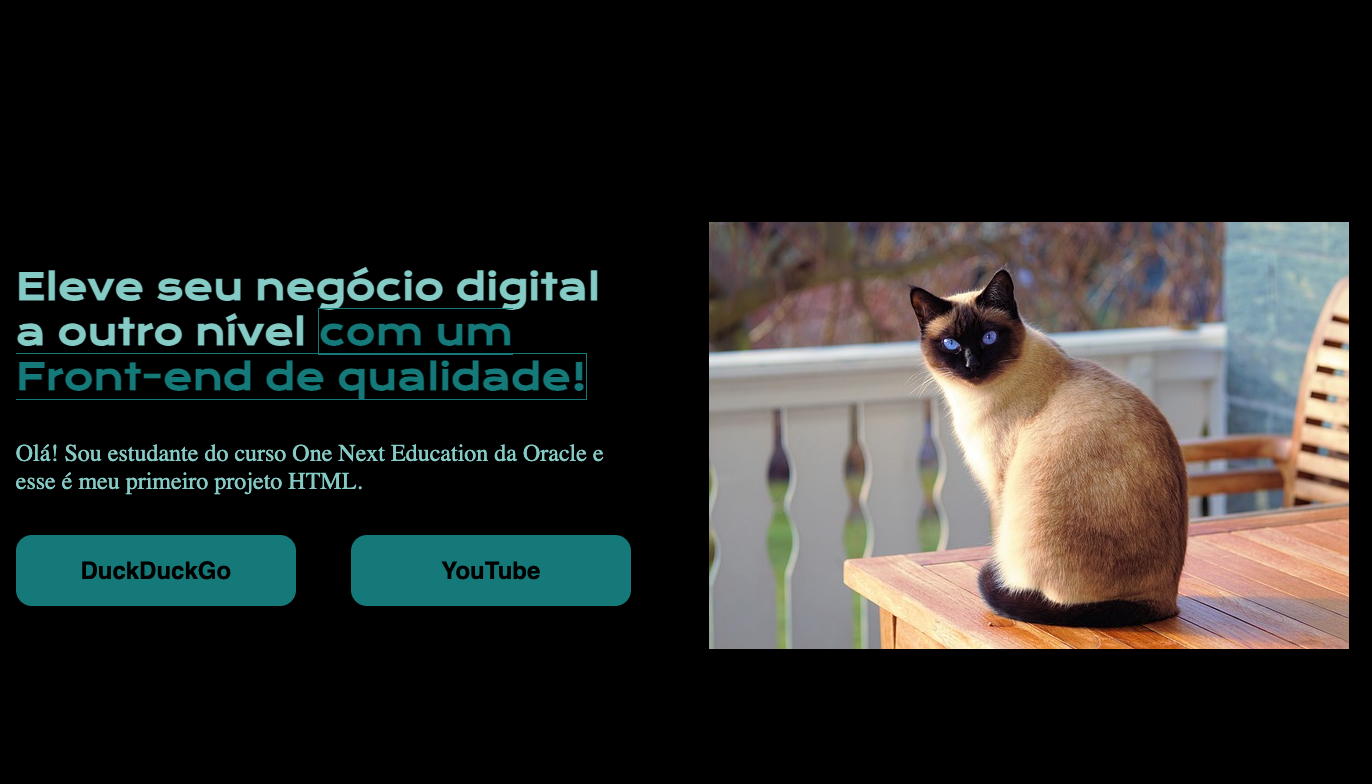 Eleve seu negócio digital
a outro nível com um
Front-end de qualidade!
Olá! Sou estudante do curso One Next Education da Oracle e
esse é meu primeiro projeto HTML.
DuckDuckGo
YouTube